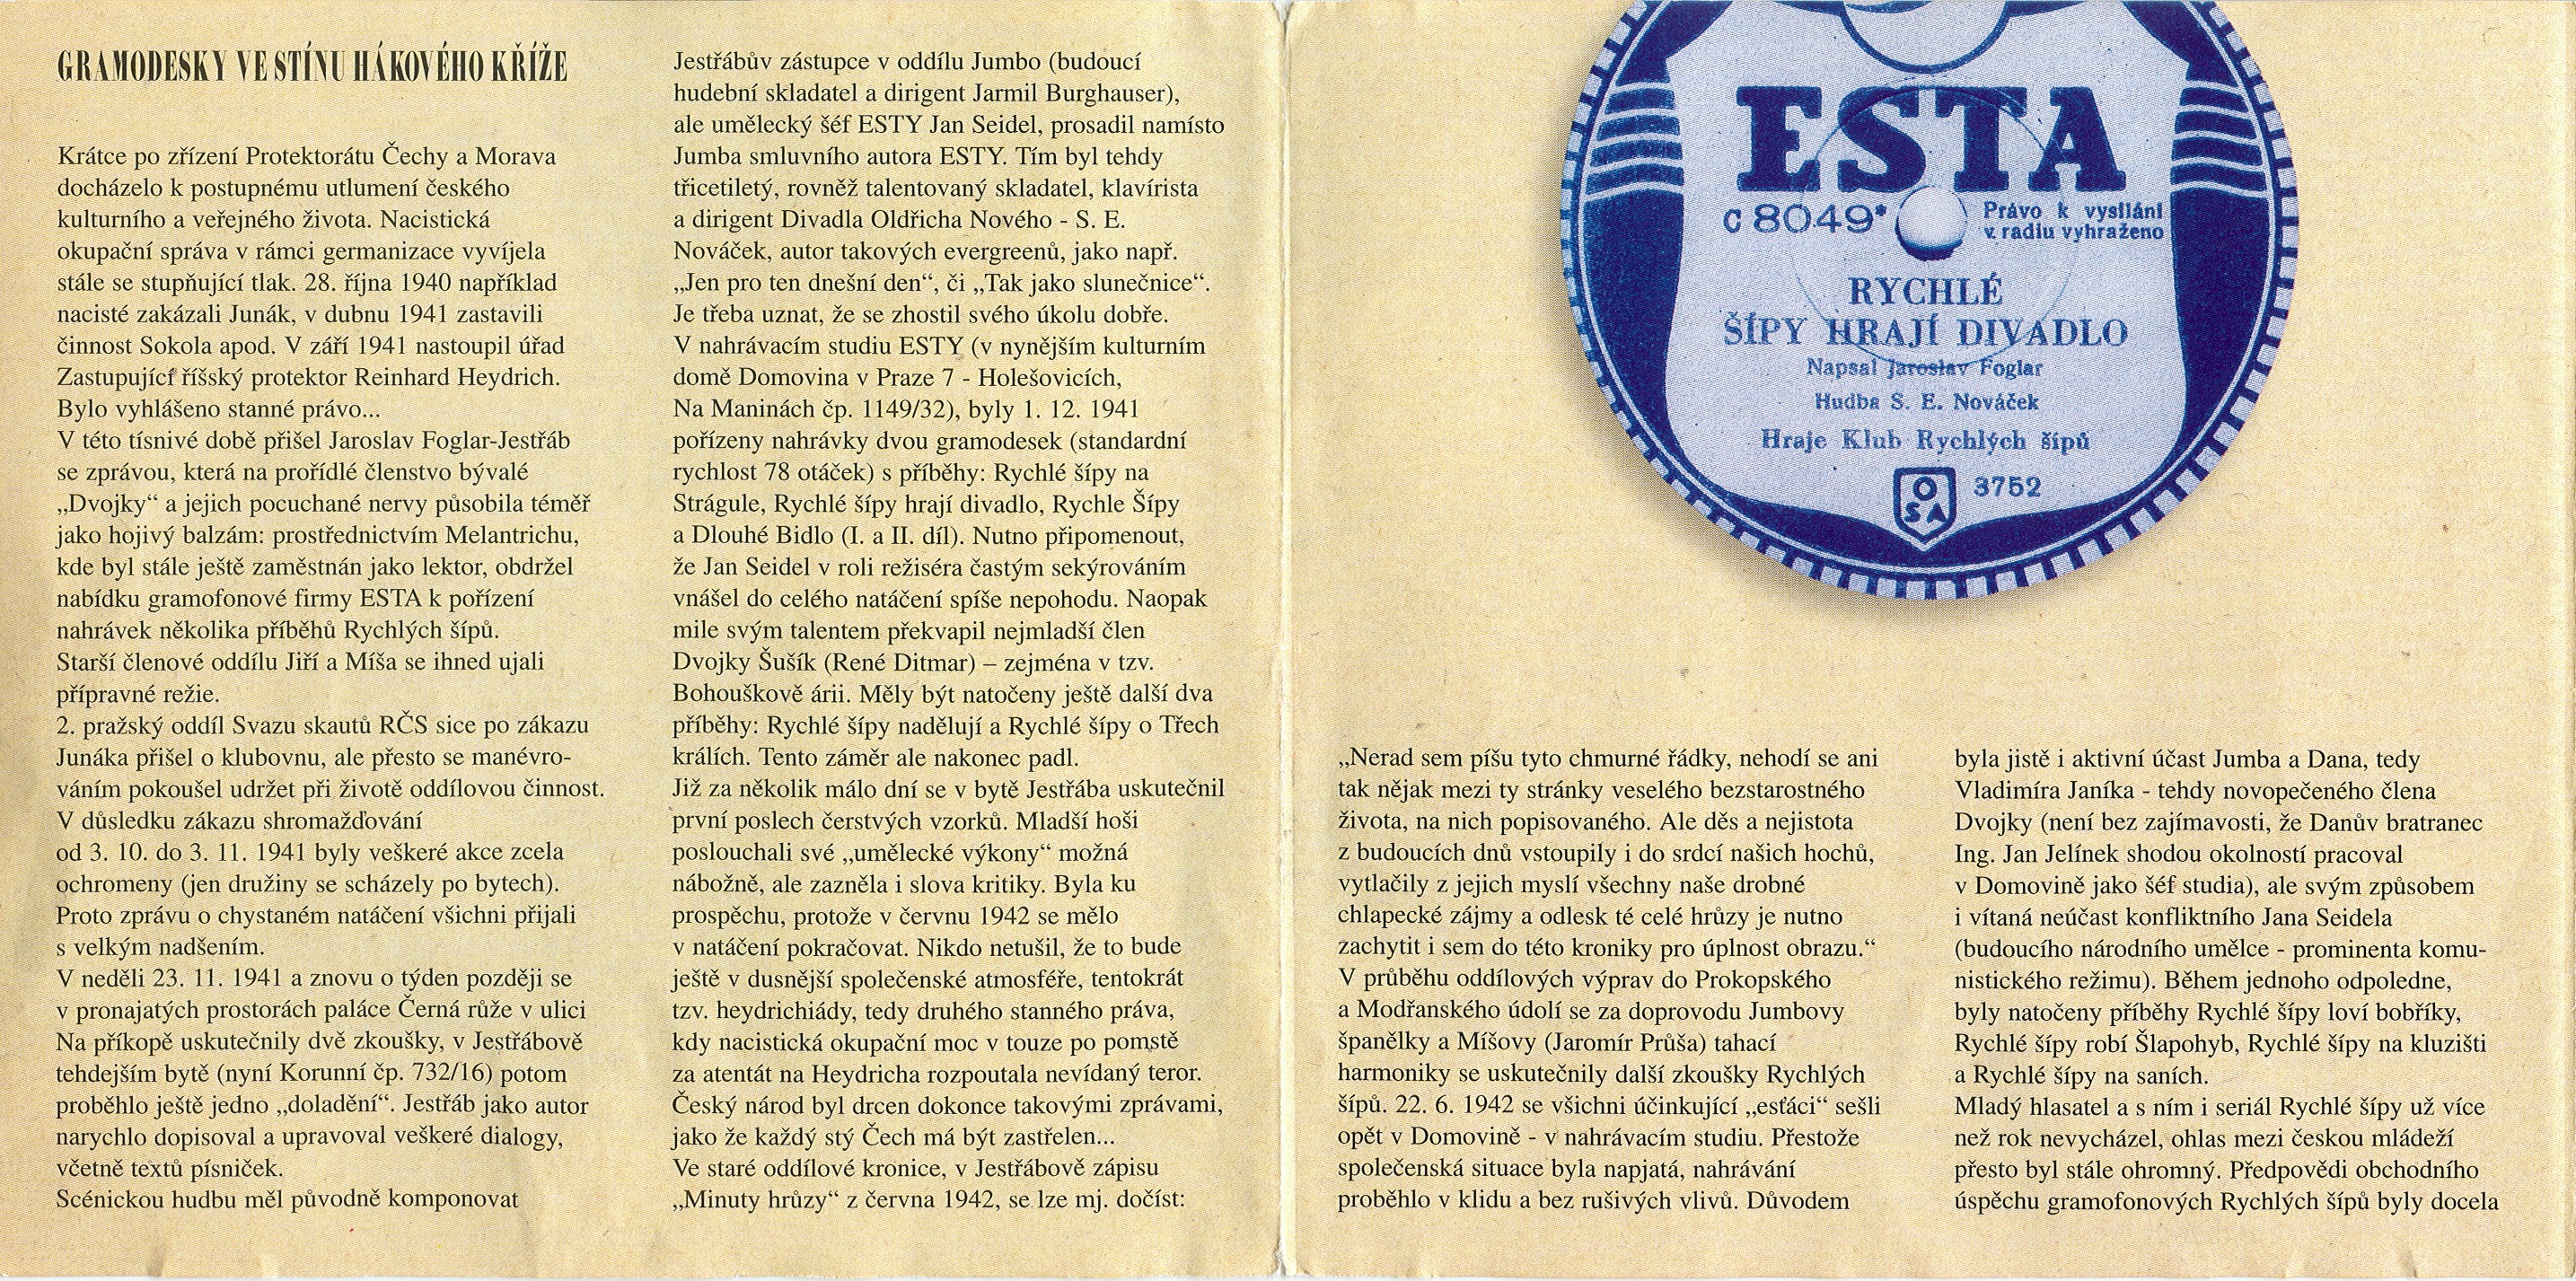 GRAMODESKY VE STÍNU HÁKOVÉHO KŘÍŽE
Krátce po zřízení Protektorátu Čechy a Morava
docházelo k postupnému utlumení českého
kulturního a veřejného života. Nacistická
okupační správa v rámci germanizace vyvíjela
stále se stupňující tlak. 28. října 1940 například
nacisté zakázali Junák, v dubnu 1941 zastavili
činnost Sokola apod. V září 1941 nastoupil úřad
Zastupující říšský protektor Reinhard Heydrich.
Bylo vyhlášeno stanné právo...
V této tísnivé době přišel Jaroslav Foglar-Jestřáb
se zprávou, která na prořídlé členstvo bývalé
„Dvojky“ a jejich pocuchané nervy působila téměř
jako hojivý balzám: prostřednictvím Melantrichu,
kde byl stále ještě zaměstnán jako lektor, obdržel
nabídku gramofonové firmy ESTA k pořízení
nahrávek několika příběhů Rychlých šípů.
Starší členové oddílu Jiří a Míša se ihned ujali
přípravné režie.
2. pražský oddíl Svazu skautů RČS sice po zákazu
Junáka přišel o klubovnu, ale přesto se manévro-
váním pokoušel udržet při životě oddílovou činnost.
V důsledku zákazu shromažďování
od 3. 10. do 3. 11. 1941 byly veškeré akce zcela
ochromeny (jen družiny se scházely po bytech).
Proto zprávu o chystaném natáčení všichni přijali
s velkým nadšením.
V neděli 23. 11. 1941 a znovu o týden později se
v pronajatých prostorách paláce Černá růže v ulici
Na příkopě uskutečnily dvě zkoušky, v Jestřábově
tehdejším bytě (nyní Korunní čp. 732/16) potom
proběhlo ještě jedno „doladění“. Jestřáb jako autor
narychlo dopisoval a upravoval veškeré dialogy,
včetně textů písniček.
Scénickou hudbu měl původně komponovat
Jestřábův zástupce v oddílu Jumbo (budoucí
hudební skladatel a dirigent Jarmil Burghauser),
ale umělecký šéf ESTY Jan Seidel, prosadil namísto
Jumba smluvního autora ESTY. Tím byl tehdy
třicetiletý, rovněž talentovaný skladatel, klavírista
a dirigent Divadla Oldřicha Nového - S. E.
Nováček, autor takových evergreenů, jako např.
„Jen pro ten dnešní den“, či „Tak jako slunečnice“.
Je třeba uznat, že se zhostil svého úkolu dobře.
V nahrávacím studiu ESTY (v nynějším kulturním
domě Domovina v Praze 7 - Holešovicích,
Na Maninách čp. 1149/32), byly 1. 12. 1941
pořízeny nahrávky dvou gramodesek (standardní
rychlost 78 otáček) s příběhy: Rychlé šípy na
Strágule, Rychlé šípy hrají divadlo, Rychle Šípy
a Dlouhé Bidlo (I. a II. díl). Nutno připomenout,
že Jan Seidel v roli režiséra častým sekýrováním
vnášel do celého natáčení spíše nepohodu. Naopak
mile svým talentem překvapil nejmladší člen
Dvojky Šušík (René Ditmar) – zejména v tzv.
Bohouškově árii. Měly být natočeny ještě další dva
příběhy: Rychlé šípy nadělují a Rychlé šípy o Třech
králích. Tento záměr ale nakonec padl.
Již za několik málo dní se v bytě Jestřába uskutečnil
první poslech čerstvých vzorků. Mladší hoši
poslouchali své „umělecké výkony“ možná
nábožně, ale zazněla i slova kritiky. Byla ku
prospěchu, protože v červnu 1942 se mělo
v natáčení pokračovat. Nikdo netušil, že to bude
ještě v dusnější společenské atmosféře, tentokrát
tzv. heydrichiády, tedy druhého stanného práva,
kdy nacistická okupační moc v touze po pomstě
za atentát na Heydricha rozpoutala nevídaný teror.
Český národ byl drcen dokonce takovými zprávami,
jako že každý stý Čech má být zastřelen...
Ve staré oddílové kronice, v Jestřábově zápisu
„Minuty hrůzy“ z června 1942, se lze mj. dočíst:
ESTA
C 8049*
Právo k vysílání
v radiu vyhraženo
RYCHLÉ
ŠÍPY HRAJÍ DIVADLO
Napsal Jaroslav Foglar
Hudba S. E. Nováček
Hraje Klub Rychlých šípů
OSA 3752
„Nerad sem píšu tyto chmurné řádky, nehodí se ani
tak nějak mezi ty stránky veselého bezstarostného
života, na nich popisovaného. Ale děs a nejistota
z budoucích dnů vstoupily i do srdcí našich hochů,
vytlačily z jejich myslí všechny naše drobné
chlapecké zájmy a odlesk té celé hrůzy je nutno
zachytit i sem do této kroniky pro úplnost obrazu.“
V průběhu oddílových výprav do Prokopského
a Modřanského údolí se za doprovodu Jumbovy
španělky a Míšovy (Jaromír Průša) tahací
harmoniky se uskutečnily další zkoušky Rychlých
šípů. 22. 6. 1942 se všichni účinkující „esťáci“ sešli
opět v Domovině - v nahrávacím studiu. Přestože
společenská situace byla napjatá, nahrávání
proběhlo v klidu a bez rušivých vlivů. Důvodem
byla jistě i aktivní účast Jumba a Dana, tedy
Vladimíra Janíka - tehdy novopečeného člena
Dvojky (není bez zajímavosti, že Danův bratranec
Ing. Jan Jelínek shodou okolností pracoval
v Domovině jako šéf studia), ale svým způsobem
i vítaná neúčast konfliktního Jana Seidela
(budoucího národního umělce - prominenta komu-
nistického režimu). Během jednoho odpoledne,
byly natočeny příběhy Rychlé šípy loví bobříky,
Rychlé šípy robí Šlapohyb, Rychlé šípy na kluzišti
a Rychlé šípy na saních.
Mladý hlasatel a s ním i seriál Rychlé šípy už více
než rok nevycházel, ohlas mezi českou mládeží
přesto byl stále ohromný. Předpovědi obchodního
úspěchu gramofonových Rychlých šípů byly docela